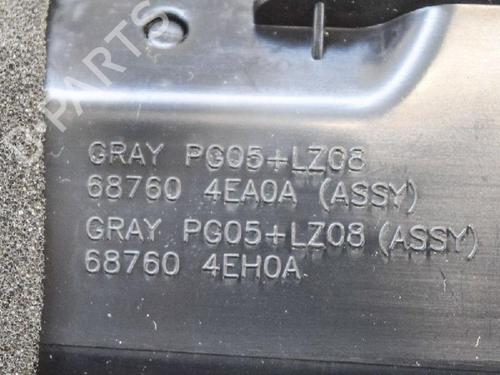 GRAY PG05+LZ08
68760 4EA0A (ASSY)
GRAY PG05+LZ08 (ASSY)
68760 4EH0A
B-PARTS